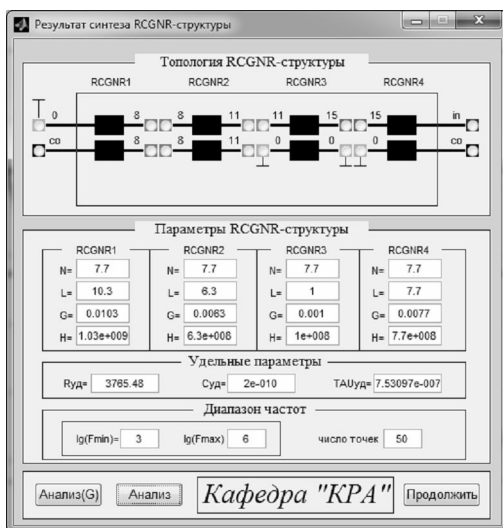 Результат синтеза RCGNR-структуры
Топология RCGNR-структуры
RCGNR1 RCGNR2 RCGNR3 RCGNR4
0 8 8 11 11 15 15 in
co 8 8 11 0 0 0 co
Параметры RCGNR-структуры
RCGNR1 RCGNR2 RCGNR3 RCGNR4
N= 7.7 N= 7.7 N= 7.7 N= 7.7
L= 10.3 L= 6.3 L= 1 L= 7.7
G= 0.0103 G= 0.0063 G= 0.001 G= 0.0077
H= 1.03e+009 H= 6.3e+008 H= 1e+008 H= 7.7e+008
Удельные параметры
Rуд= 3765.48 Суд= 2e-010 TAUуд= 7.53097e-007
Диапазон частот
lg(Fmin)= 3 lg(Fmax) 6 число точек 50
Анализ(G) Анализ Кафедра "КРА" Продолжить